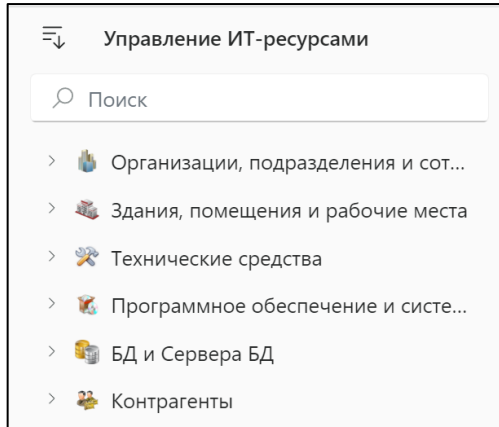 Управление ИТ-ресурсами
Поиск
Организации, подразделения и сот...
Здания, помещения и рабочие места
Технические средства
Программное обеспечение и систе...
БД и Сервера БД
Контрагенты